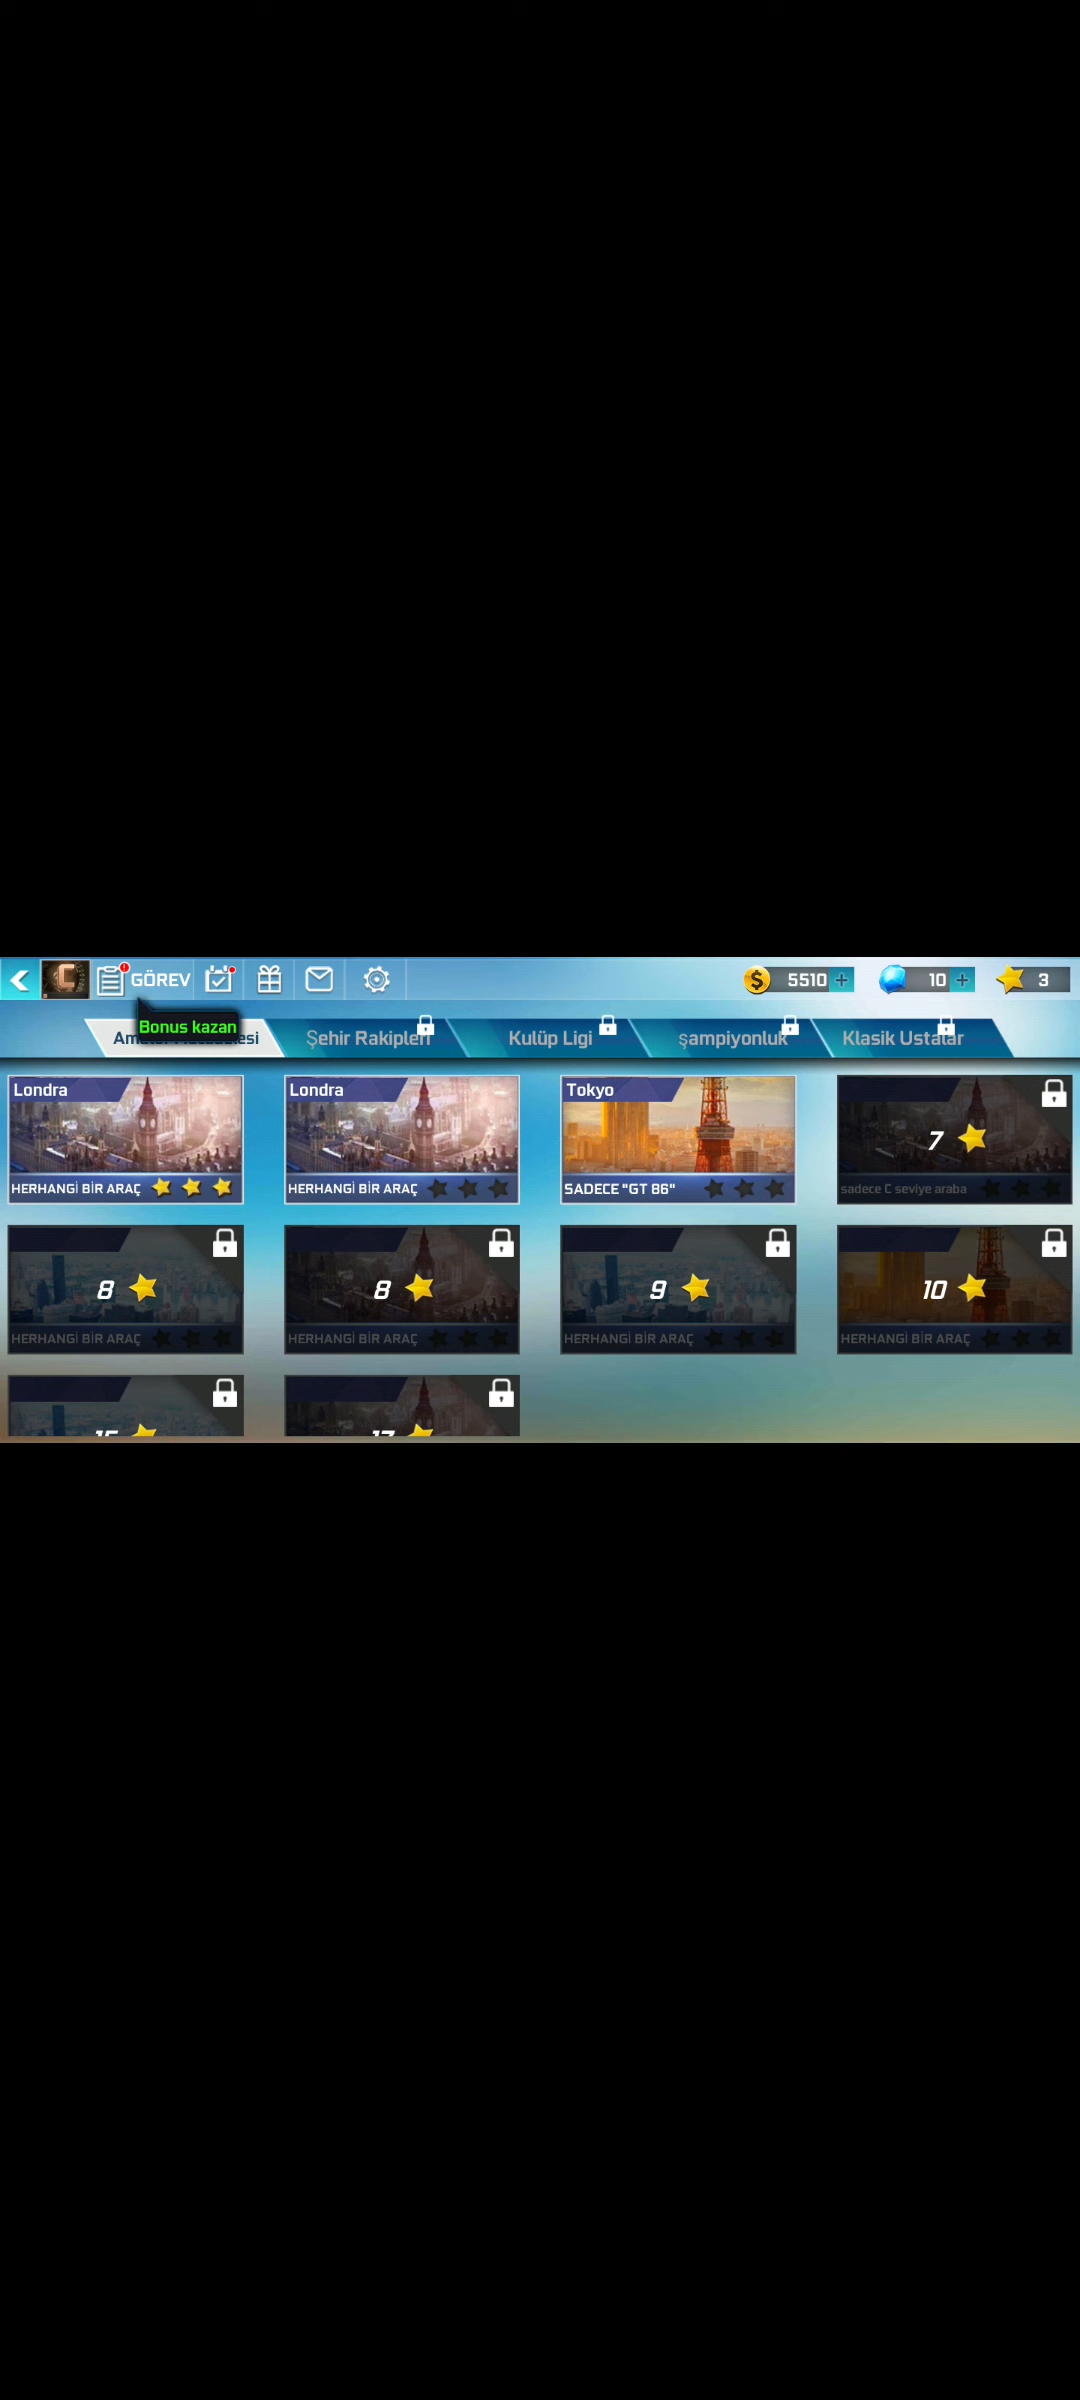 GÖREV
5510 +
10 +
3
Bonus kazan
Şehir Rakipleri
Kulüp Ligi
şampiyonluk
Klasik Ustalar
Londra
Londra
Tokyo
7
HERHANGİ BİR ARAÇ
HERHANGİ BİR ARAÇ
SADECE "GT 86"
sadece C seviye araba
8
8
9
10
HERHANGİ BİR ARAÇ
HERHANGİ BİR ARAÇ
HERHANGİ BİR ARAÇ
HERHANGİ BİR ARAÇ